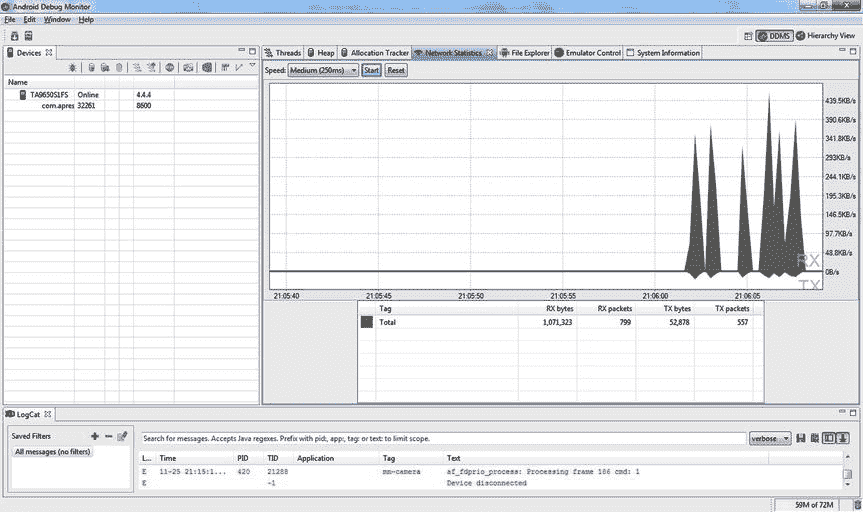 Android Debug Monitor
File Edit Window Help
DDMS Hierarchy View
Devices
Name
TA9650S1FS Online 4.4.4
com.apres 32261 8600
Threads Heap Allocation Tracker Network Statistics File Explorer Emulator Control System Information
Speed: Medium (250ms) Start Reset
439.5KB/s
390.6KB/s
341.8KB/s
293KB/s
244.1KB/s
195.3KB/s
146.5KB/s
97.7KB/s
48.8KB/s
RX
0B/s
TX
21:05:40 21:05:45 21:05:50 21:05:55 21:06:00 21:06:05
Tag RX bytes RX packets TX bytes TX packets
Total 1,071,323 799 52,878 557
LogCat
Saved Filters
All messages (no filters)
Search for messages. Accepts Java regexes. Prefix with pid:, app:, tag: or text: to limit scope.
verbose
L... Time PID TID Application Tag Text
E 11-25 21:15:1... 420 21288 mm-camera af_fdprio_process: Processing frame 186 cmd: 1
E -1 Device disconnected
59M of 72M